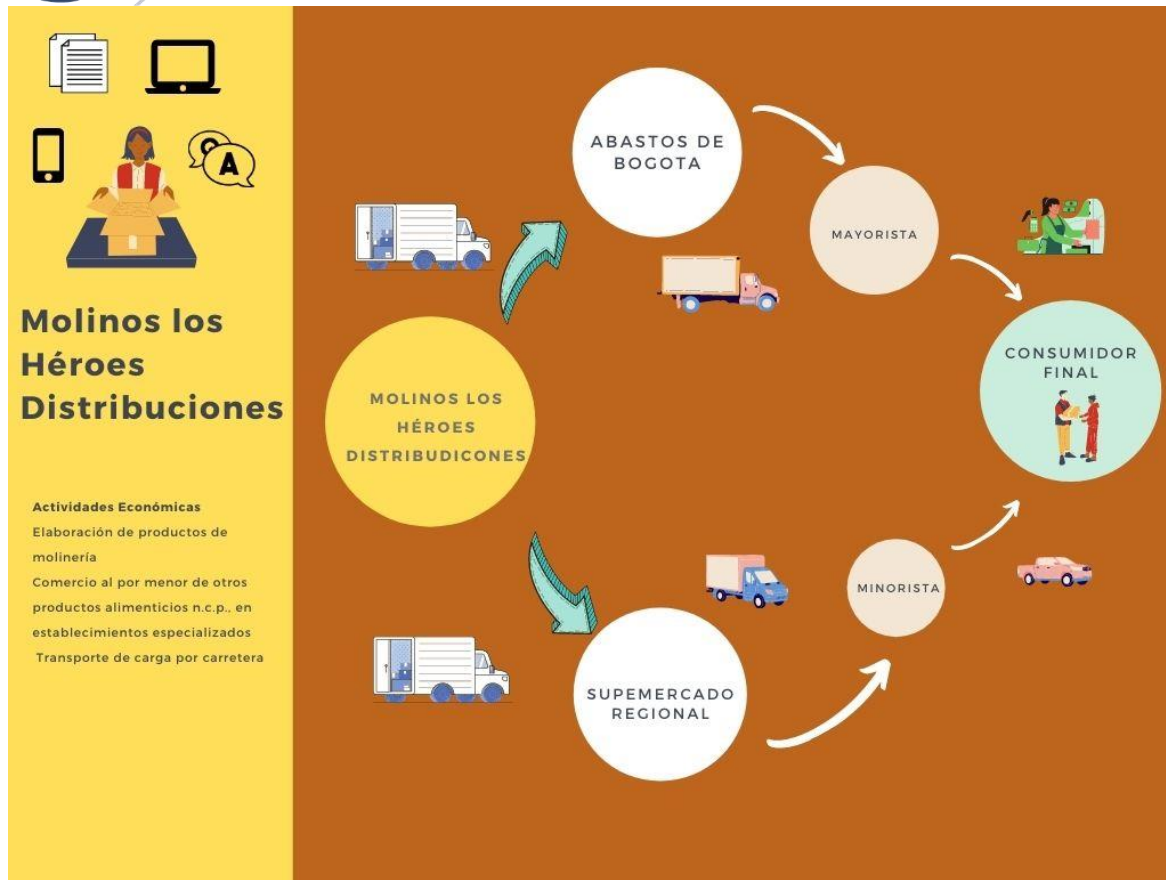 Q
A
Molinos los
Héroes
Distribuciones
Actividades Económicas
Elaboración de productos de
molinería
Comercio al por menor de otros
productos alimenticios n.c.p., en
establecimientos especializados
Transporte de carga por carretera
MOLINOS LOS
HÉROES
DISTRIBUDICONES
ABASTOS DE
BOGOTA
MAYORISTA
CONSUMIDOR
FINAL
MINORISTA
SUPEMERCADO
REGIONAL